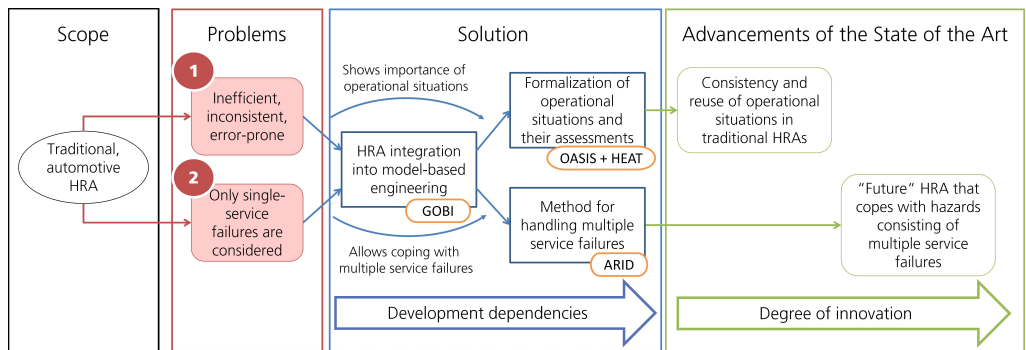 Scope
Problems
Solution
Advancements of the State of the Art
Traditional,
automotive
HRA
1
Inefficient,
inconsistent,
error-prone
2
Only single-
service
failures are
considered
Shows importance of
operational situations
HRA integration
into model-based
engineering
GOBI
Allows coping with
multiple service failures
Formalization of
operational
situations and
their assessments
OASIS + HEAT
Method for
handling multiple
service failures
ARID
Development dependencies
Consistency and
reuse of operational
situations in
traditional HRAs
“Future” HRA that
copes with hazards
consisting of
multiple service
failures
Degree of innovation